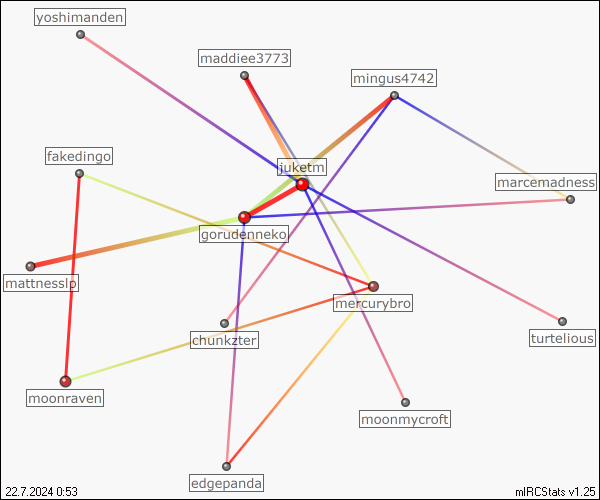 yoshimanden
maddiee3773
mingus4742
fakedingo
juketm
marcemadness
gorudenneko
mattnesslp
mercurybro
chunkzter
turtelious
moonraven
moonmycroft
edgepanda
22.7.2024 0:53
mIRCStats v1.25